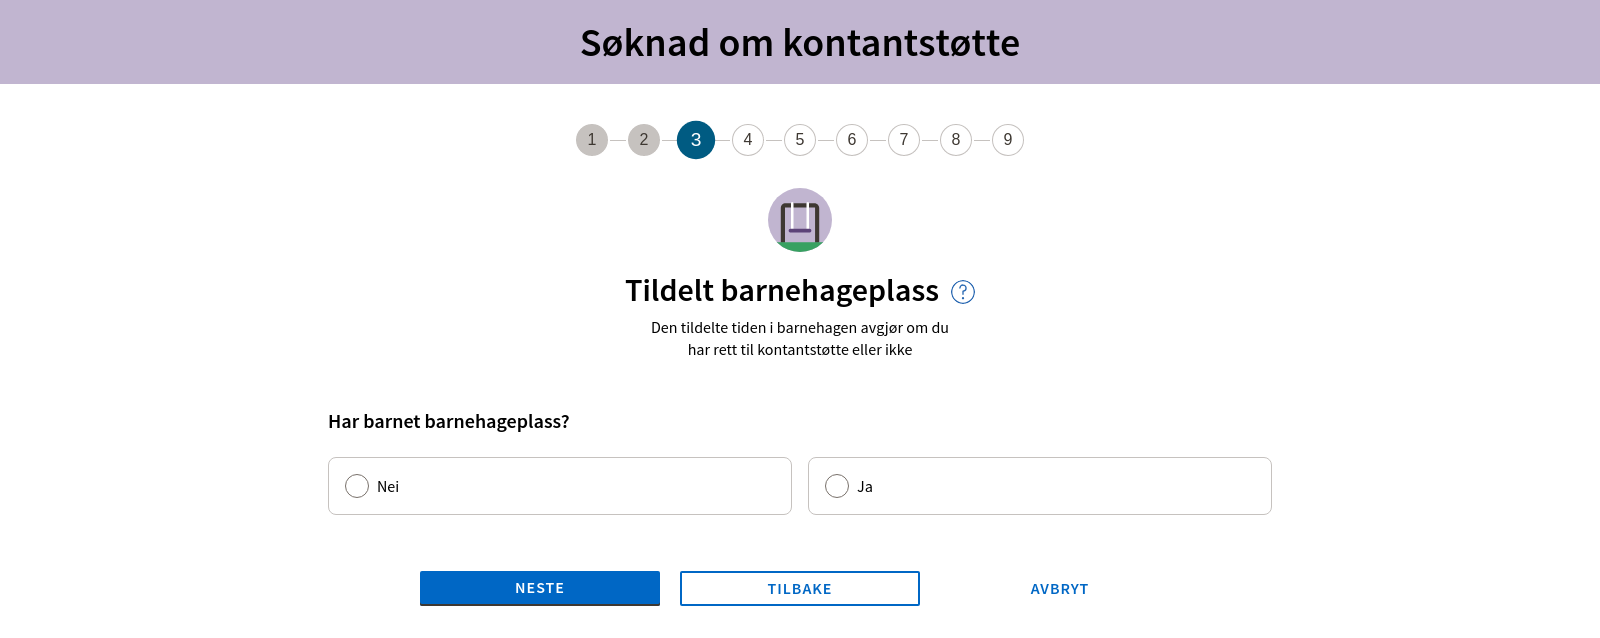 Søknad om kontantstøtte
1 2 3 4 5 6 7 8 9
Tildelt barnehageplass ?
Den tildelte tiden i barnehagen avgjør om du
har rett til kontantstøtte eller ikke
Har barnet barnehageplass?
Nei Ja
NESTE TILBAKE AVBRYT